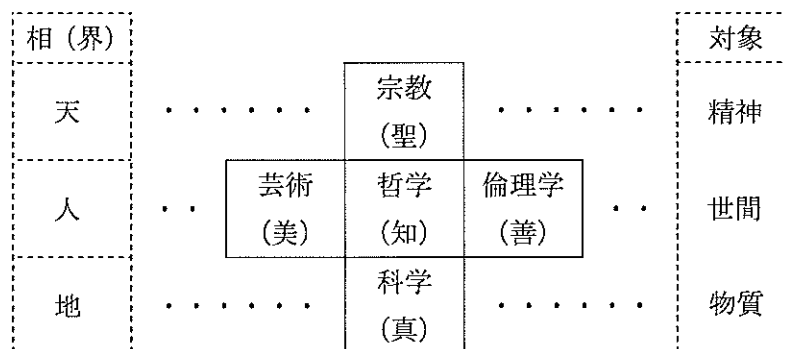 相（界） 対象
天 ・・・・・・ 宗教 ・・・・・・ 精神
（聖）
人 ・・ 芸術 哲学 倫理学 ・・ 世間
（美） （知） （善）
地 ・・・・・・ 科学 ・・・・・・ 物質
（真）